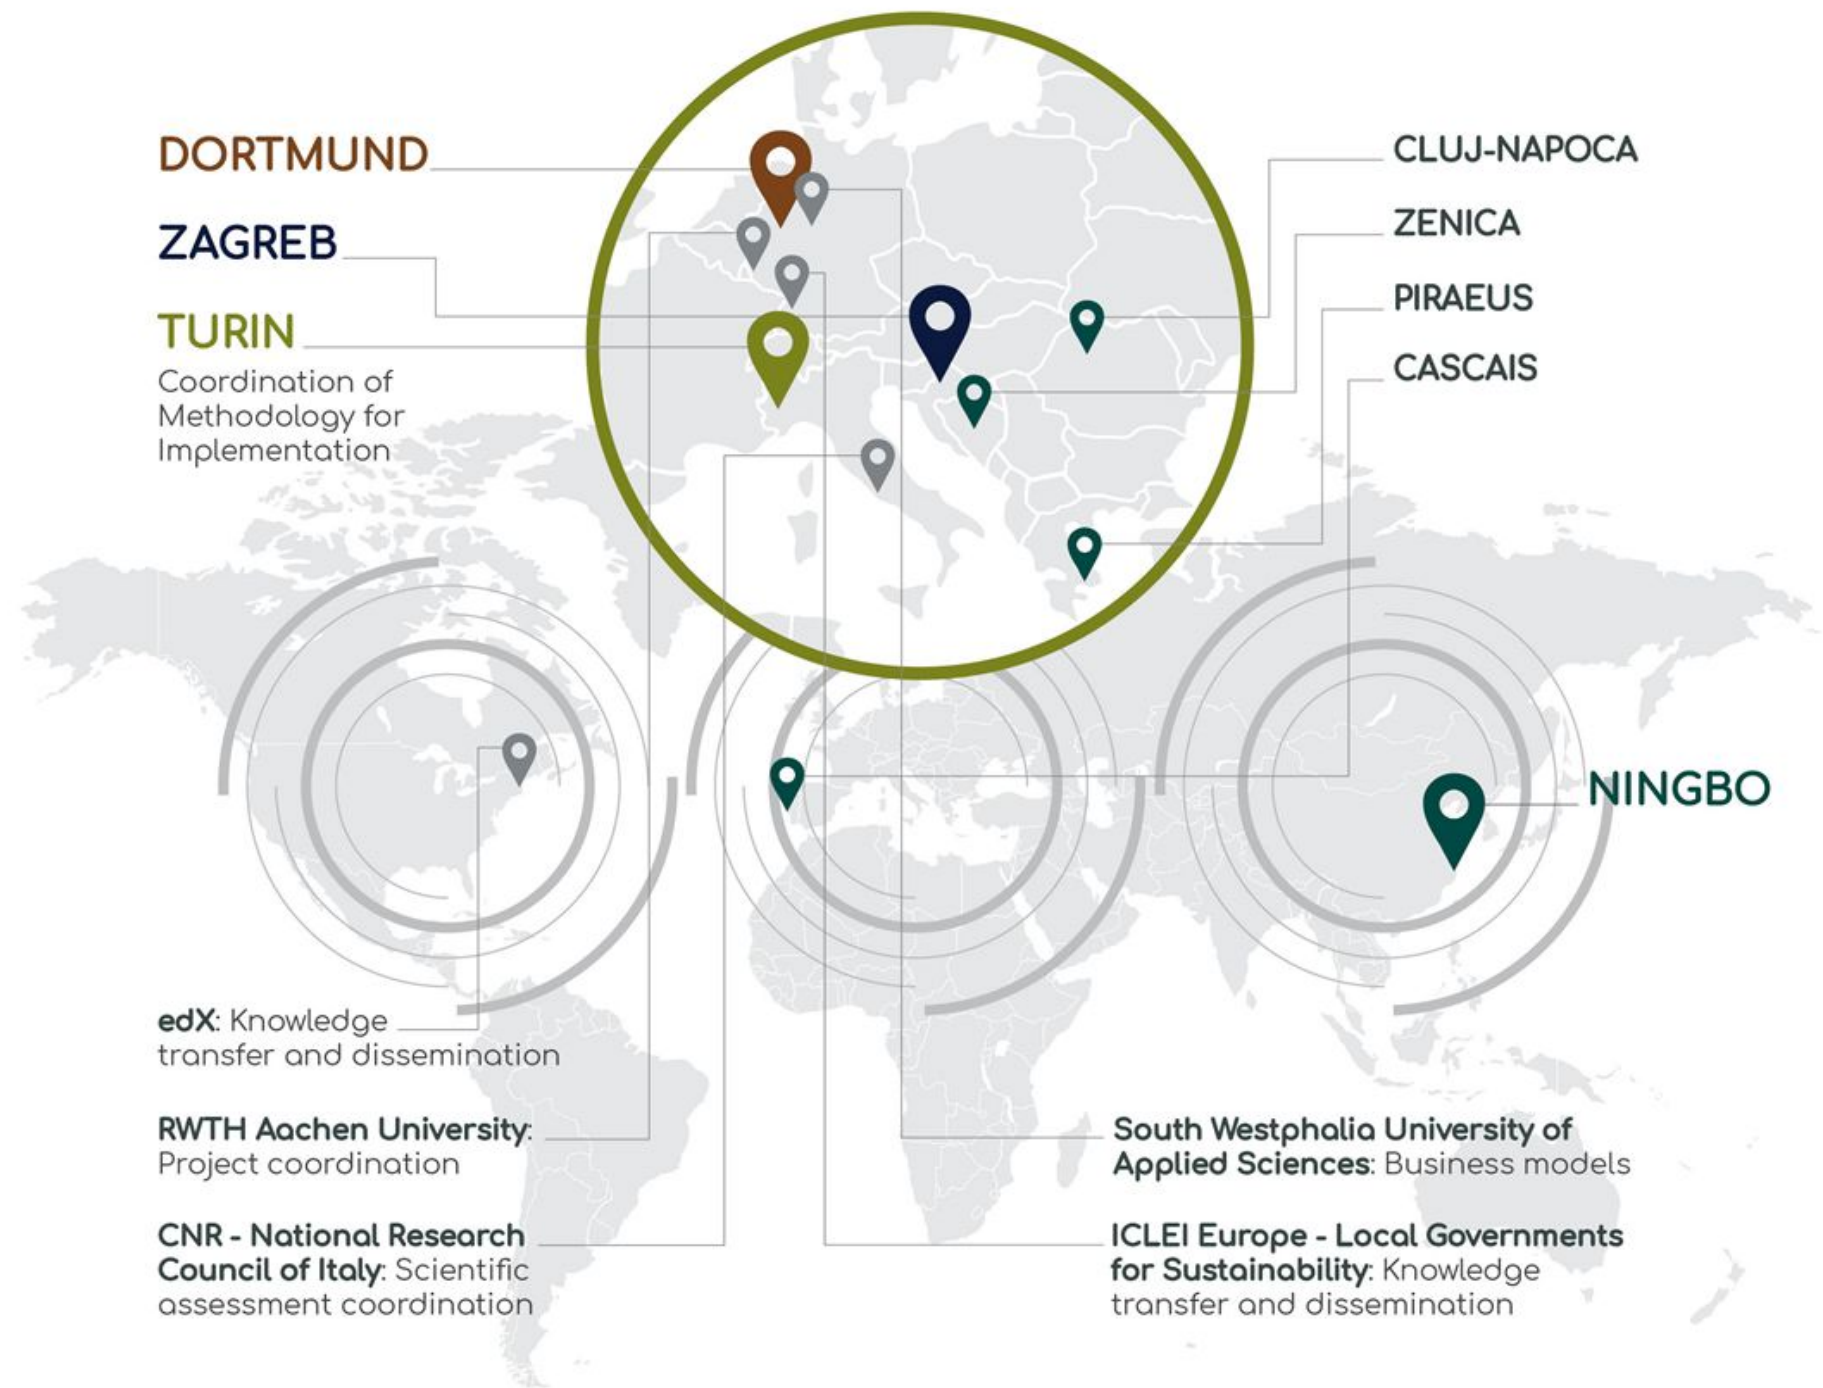 DORTMUND
ZAGREB
TURIN
Coordination of
Methodology for
Implementation
CLUJ-NAPOCA
ZENICA
PIRAEUS
CASCAIS
NINGBO
edX: Knowledge
transfer and dissemination
RWTH Aachen University:
Project coordination
CNR - National Research
Council of Italy: Scientific
assessment coordination
South Westphalia University of
Applied Sciences: Business models
ICLEI Europe - Local Governments
for Sustainability: Knowledge
transfer and dissemination